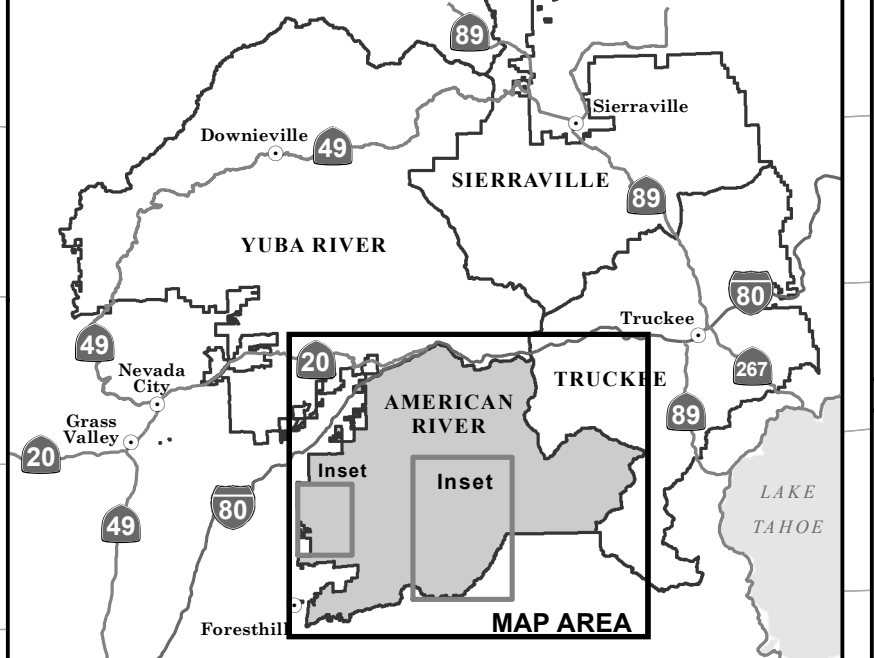 89
Sierraville
Downieville
49
SIERRAVILLE
89
YUBA RIVER
80
Truckee
49
20
267
Nevada
City
TRUCKEE
AMERICAN
RIVER
89
Grass
Valley
20
Inset
Inset
80
49
LAKE
TAHOE
Foresthill
MAP AREA